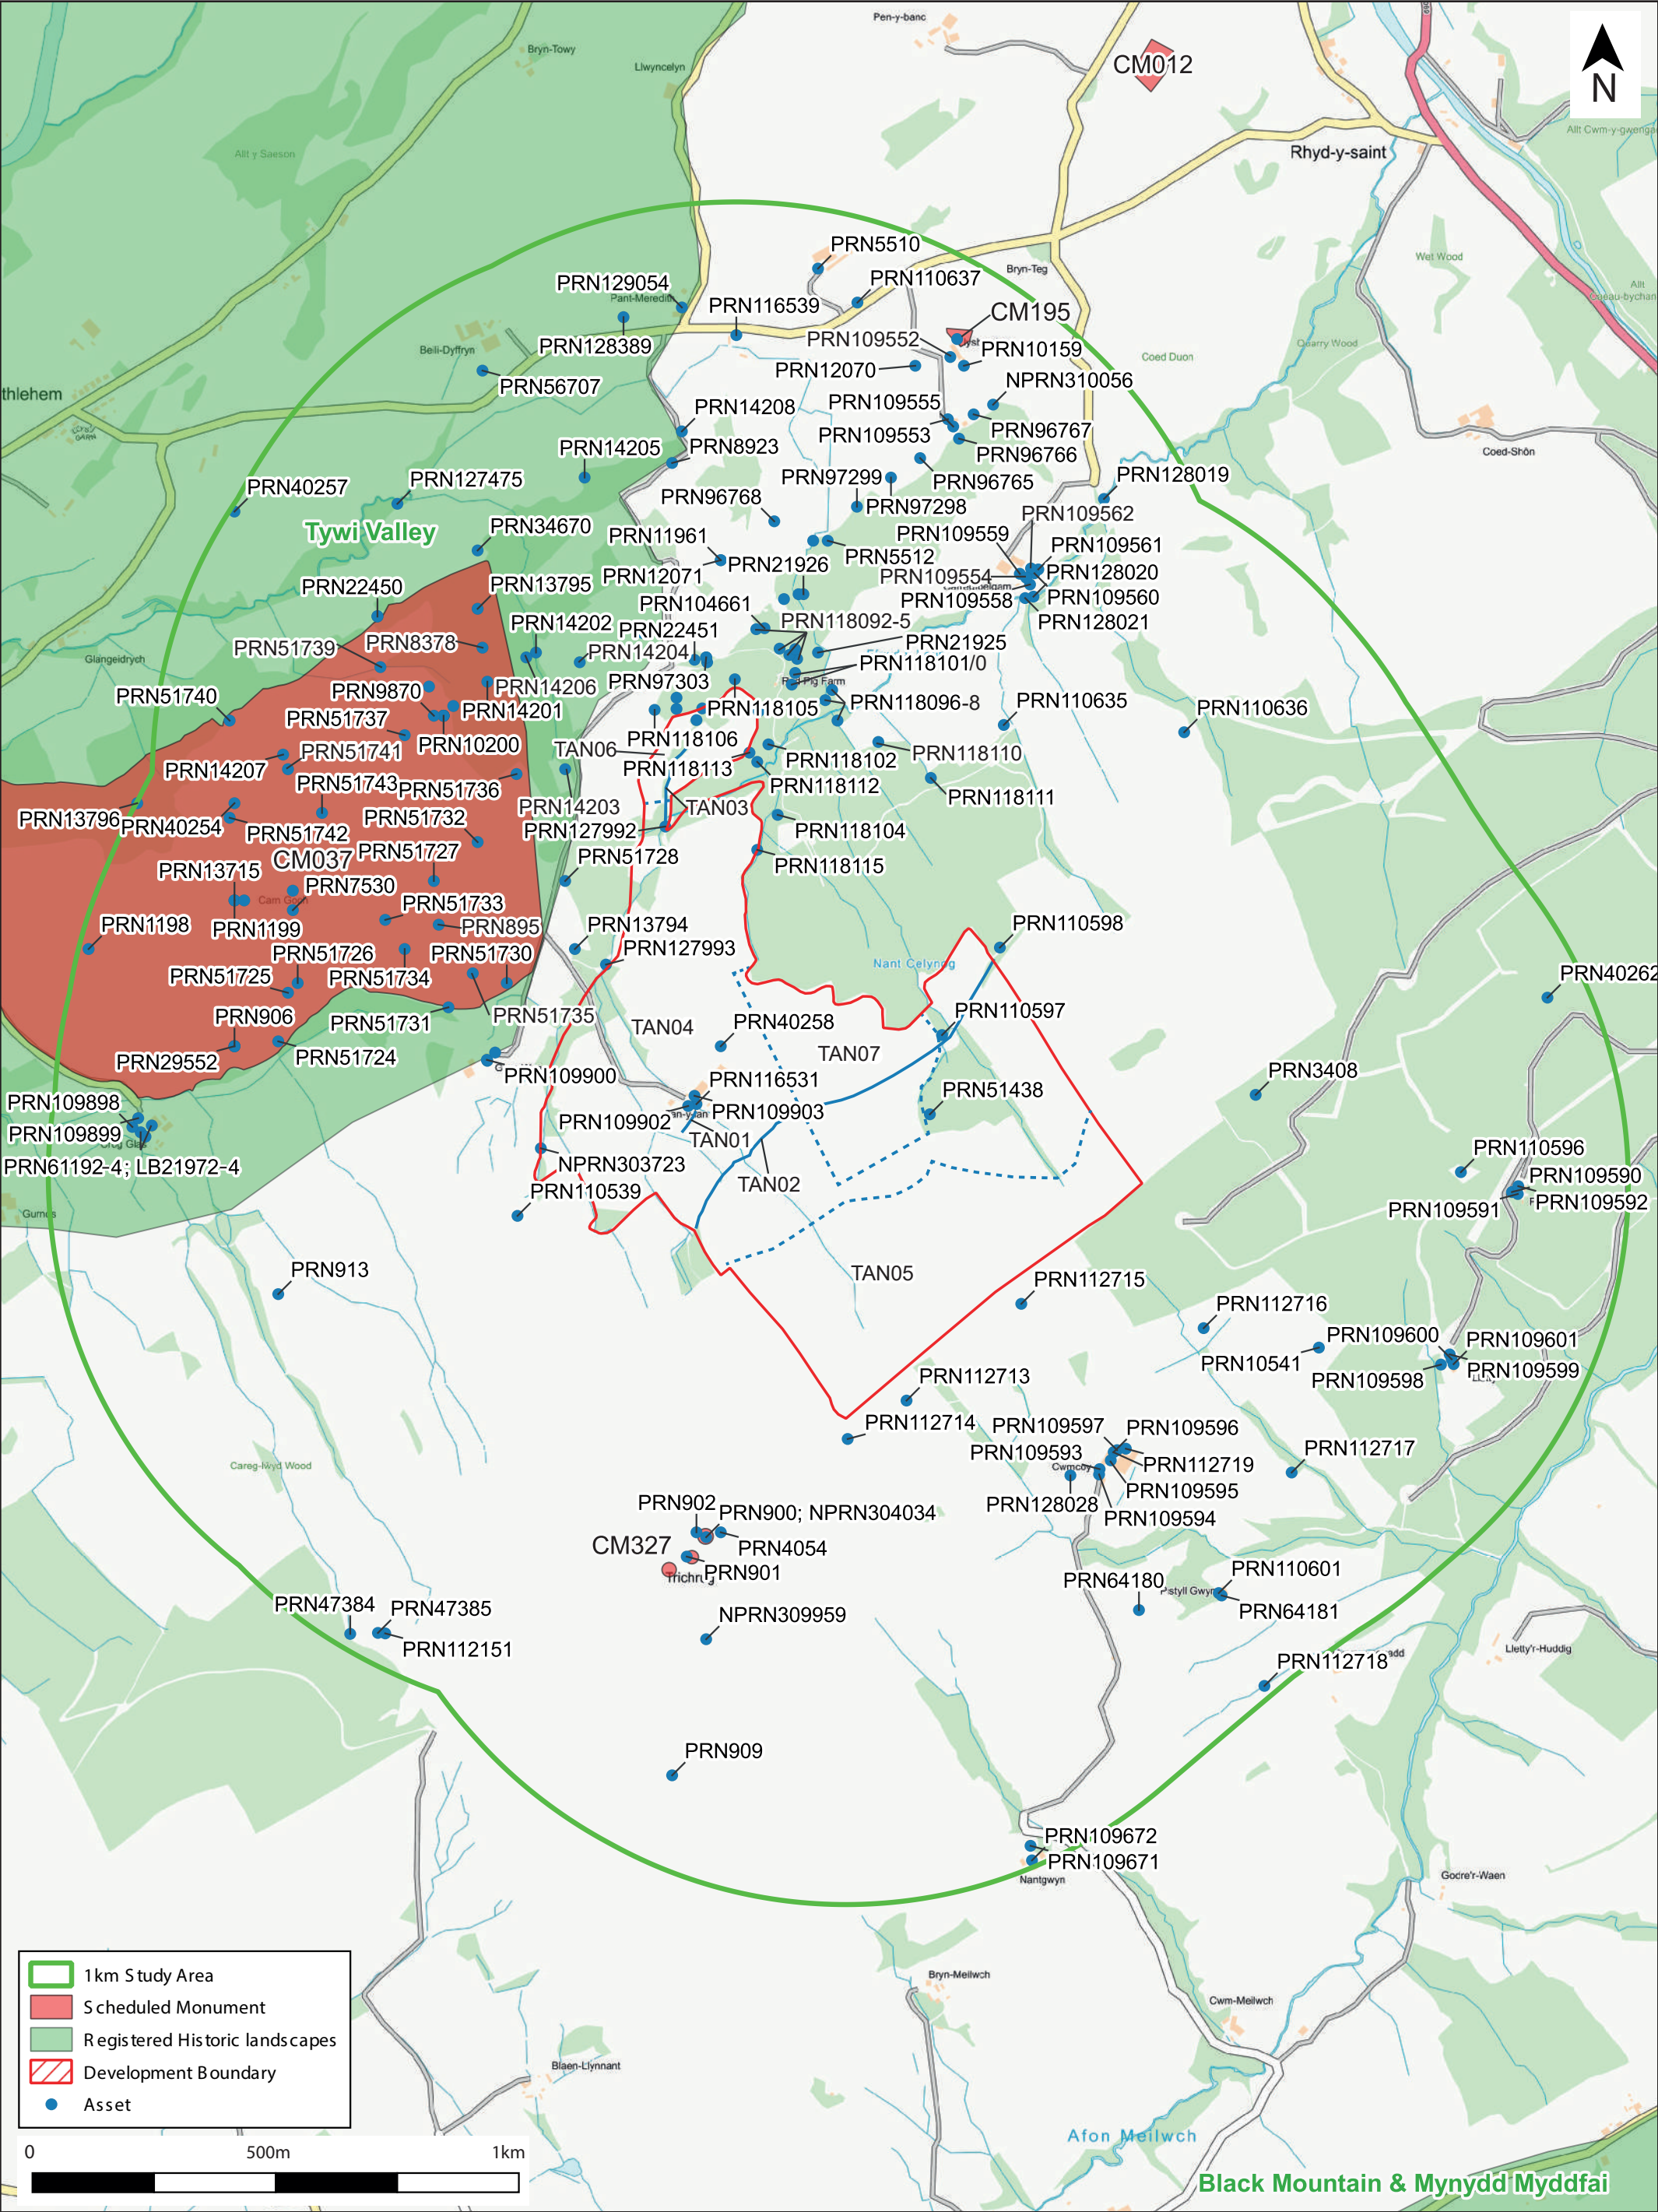 Pen-y-banc
CM012
N
Bryn-Towy
Llwyncelyn
Allt y Saeson
Rhyd-y-saint
Wet Wood
Quarry Wood
Coed Duon
Coed-Shôn
Bryn-Teg
PRN5510
PRN110637
PRN129054
Pant-Meredith
PRN116539
CM195
PRN128389
PRN109552
PRN10159
Beili-Dyffryn
PRN12070
NPRN310056
PRN56707
thlehem
PRN14208
PRN109555
PRN96767
PRN109553
PRN14205
PRN8923
PRN96766
PRN97299
PRN96765
PRN128019
PRN40257
PRN127475
PRN96768
PRN97298
PRN109562
Tywi Valley
PRN34670
PRN11961
PRN109559
PRN109561
PRN5512
PRN12071
PRN21926
PRN109554
PRN128020
PRN22450
PRN13795
PRN104661
PRN109558
PRN109560
PRN14202
PRN22451
PRN118092-5
PRN128021
PRN51739
PRN8378
PRN14204
PRN21925
Glangeidrych
PRN118101/0
PRN97303
Red Pig Farm
PRN51740
PRN9870
PRN14206
PRN118105
PRN118096-8
PRN110635
PRN110636
PRN51737
PRN14201
PRN118106
PRN51741
PRN10200
TAN06
PRN118110
PRN14207
PRN118113
PRN118102
PRN51743
PRN51736
PRN118112
PRN118111
PRN13796
PRN40254
PRN14203
TAN03
PRN51742
PRN51732
PRN127992
PRN118104
CM037
PRN51727
PRN51728
PRN118115
PRN13715
PRN7530
PRN51733
PRN1198
PRN1199
PRN895
PRN13794
PRN110598
PRN51726
PRN51730
PRN127993
Nant Celynog
PRN51725
PRN51734
PRN40262
PRN906
PRN51731
PRN51735
TAN04
PRN40258
PRN110597
PRN29552
PRN51724
TAN07
PRN109900
PRN116531
PRN51438
PRN3408
PRN109898
PRN109902
PRN109903
PRN109899
TAN01
PRN61192-4; LB21972-4
NPRN303723
TAN02
PRN110596
PRN110539
PRN109590
PRN109591
PRN109592
PRN913
TAN05
PRN112715
PRN112716
PRN109600
PRN109601
PRN10541
PRN109598
PRN109599
PRN112713
PRN112714
PRN109597
PRN109596
PRN109593
PRN112717
Careg-lwyd Wood
PRN112719
PRN109595
PRN128028
PRN109594
PRN902
PRN900; NPRN304034
CM327
PRN4054
PRN901
PRN110601
PRN64180
PRN64181
PRN47384
PRN47385
NPRN309959
PRN112151
Lletty'r-Huddig
PRN112718
PRN909
PRN109672
PRN109671
Nantgwyn
Godre'r-Waen
1km Study Area
Scheduled Monument
Registered Historic landscapes
Development Boundary
Asset
Bryn-Meilwch
Cwm-Meilwch
Blaen-Llynnant
0 500m 1km
Afon Meilwch
Black Mountain & Mynydd Myddfai